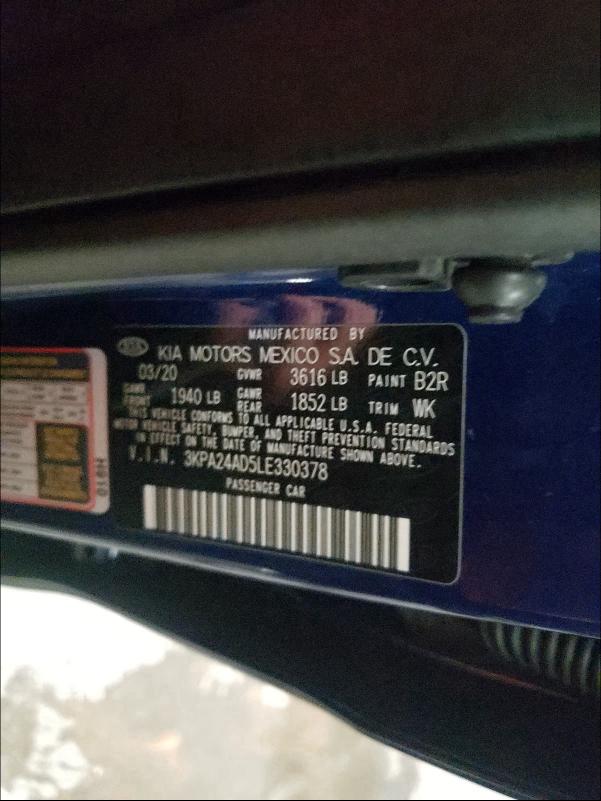 MANUFACTURED BY
KIA KIA MOTORS MEXICO S.A. DE C.V.
03/20 GVWR 3616 LB PAINT B2R
GAWR FRONT 1940 LB GAWR REAR 1852 LB TRIM WK
THIS VEHICLE CONFORMS TO ALL APPLICABLE U.S.A. FEDERAL
MOTOR VEHICLE SAFETY, BUMPER, AND THEFT PREVENTION STANDARDS
IN EFFECT ON THE DATE OF MANUFACTURE SHOWN ABOVE.
V.I.N. 3KPA24AD5LE330378
PASSENGER CAR